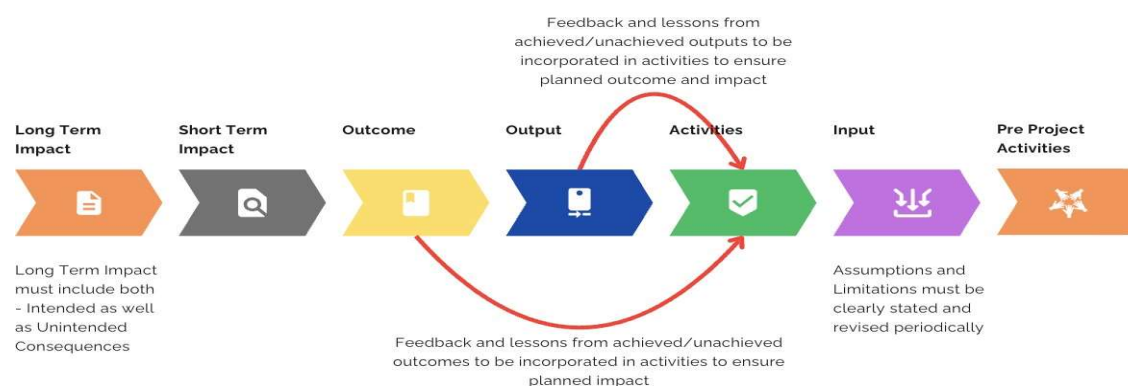 Feedback and lessons from
achieved/unachieved outputs to be
incorporated in activities to ensure
planned outcome and impact
Long Term
Impact
Short Term
Impact
Outcome
Output
Activities
Input
Pre Project
Activities
Long Term Impact
must include both
- Intended as well
as Unintended
Consequences
Assumptions and
Limitations must be
clearly stated and
revised periodically
Feedback and lessons from achieved/unachieved
outcomes to be incorporated in activities to ensure
planned impact